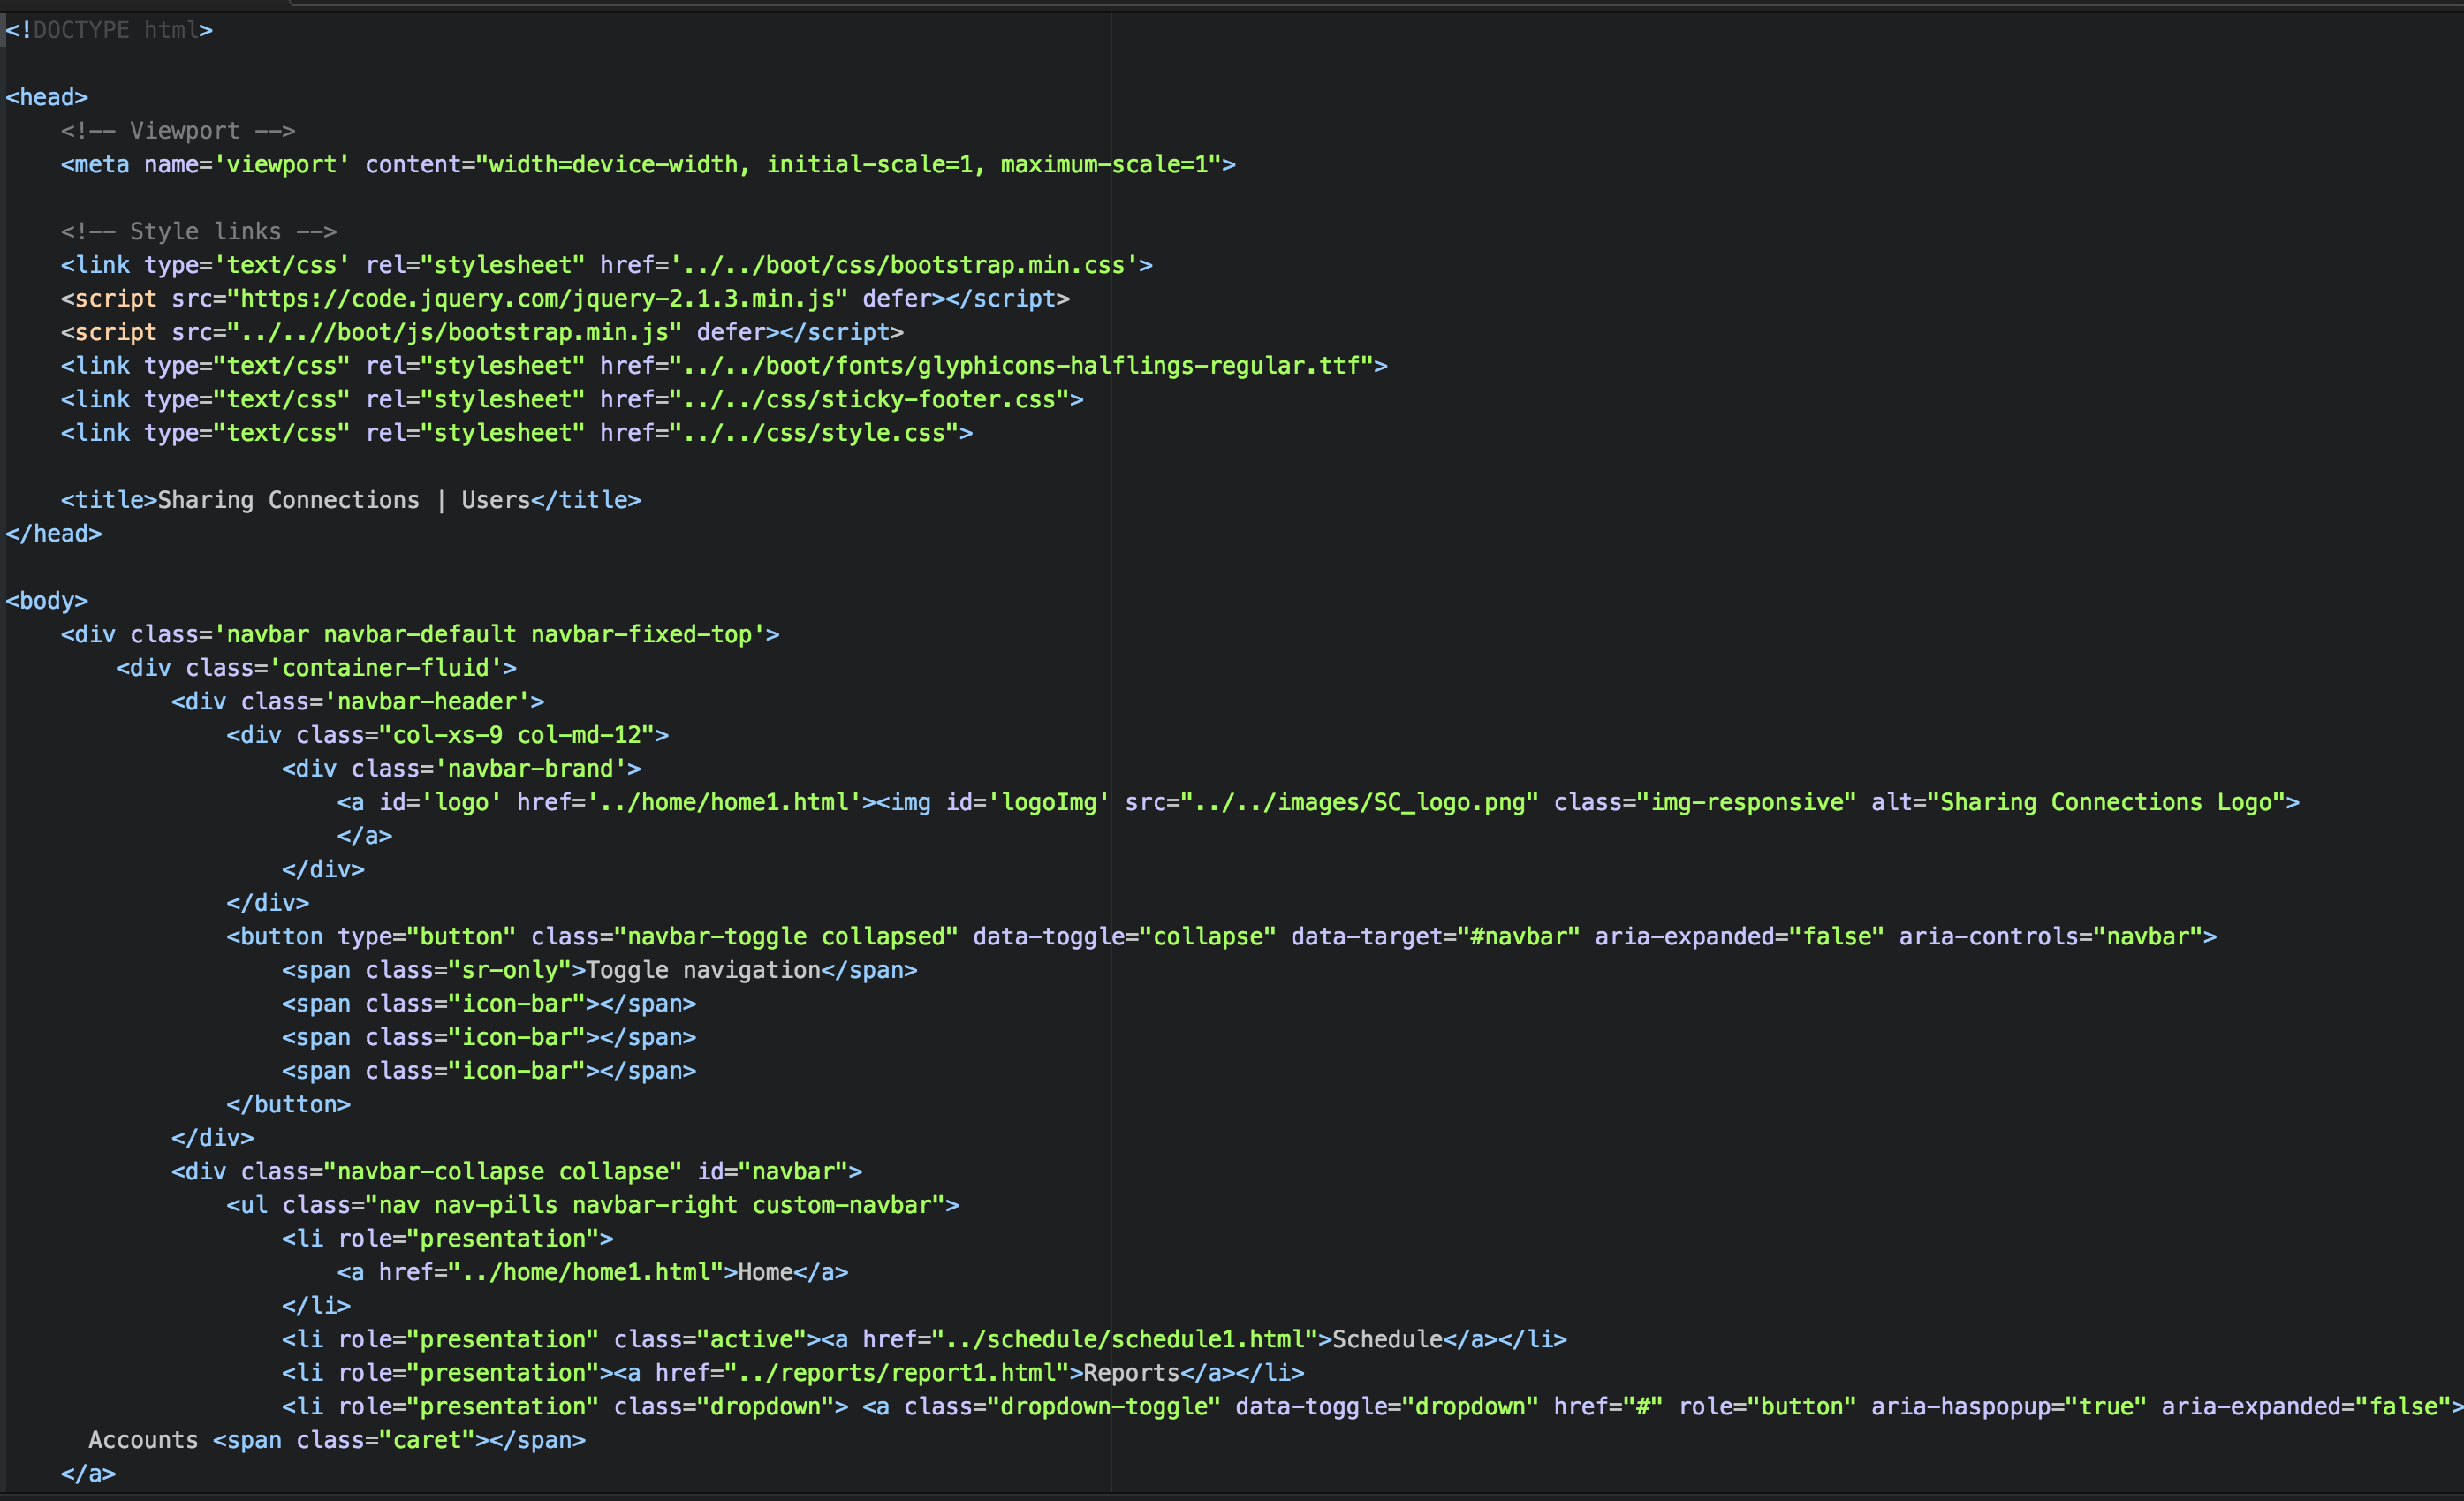 <!DOCTYPE html>
<head>
<!-- Viewport -->
<meta name='viewport' content="width=device-width, initial-scale=1, maximum-scale=1">
<!-- Style links -->
<link type='text/css' rel="stylesheet" href='../../boot/css/bootstrap.min.css'>
<script src="https://code.jquery.com/jquery-2.1.3.min.js" defer></script>
<script src="../..//boot/js/bootstrap.min.js" defer></script>
<link type="text/css" rel="stylesheet" href="../../boot/fonts/glyphicons-halflings-regular.ttf">
<link type="text/css" rel="stylesheet" href="../../css/sticky-footer.css">
<link type="text/css" rel="stylesheet" href="../../css/style.css">
<title>Sharing Connections | Users</title>
</head>
<body>
<div class='navbar navbar-default navbar-fixed-top'>
<div class='container-fluid'>
<div class='navbar-header'>
<div class="col-xs-9 col-md-12">
<div class='navbar-brand'>
<a id='logo' href='../home/home1.html'><img id='logoImg' src="../../images/SC_logo.png" class="img-responsive" alt="Sharing Connections Logo">
</a>
</div>
</div>
<button type="button" class="navbar-toggle collapsed" data-toggle="collapse" data-target="#navbar" aria-expanded="false" aria-controls="navbar">
<span class="sr-only">Toggle navigation</span>
<span class="icon-bar"></span>
<span class="icon-bar"></span>
<span class="icon-bar"></span>
</button>
</div>
<div class="navbar-collapse collapse" id="navbar">
<ul class="nav nav-pills navbar-right custom-navbar">
<li role="presentation">
<a href="../home/home1.html">Home</a>
</li>
<li role="presentation" class="active"><a href="../schedule/schedule1.html">Schedule</a></li>
<li role="presentation"><a href="../reports/report1.html">Reports</a></li>
<li role="presentation" class="dropdown"> <a class="dropdown-toggle" data-toggle="dropdown" href="#" role="button" aria-haspopup="true" aria-expanded="false">
Accounts <span class="caret"></span>
</a>